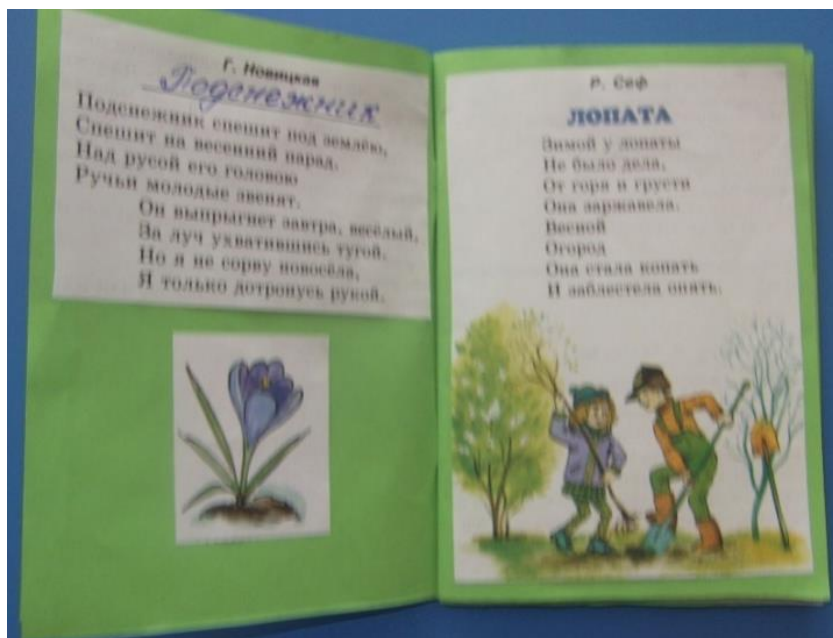 Г. Новицкая
Подснежник
Подснежник спешит под землёю,
Спешит на весенний парад.
Над русой его головою
Ручьи молодые звенят.
Он выпрыгнет завтра, весёлый,
За луч ухватившись тугой.
Но я не сорву новосёла,
Я только дотронусь рукой.
Р. Сеф
ЛОПАТА
Зимой у лопаты
Не было дела,
От горя и грусти
Она заржавела.
Весной
Огород
Она стала копать
И заблестела опять.